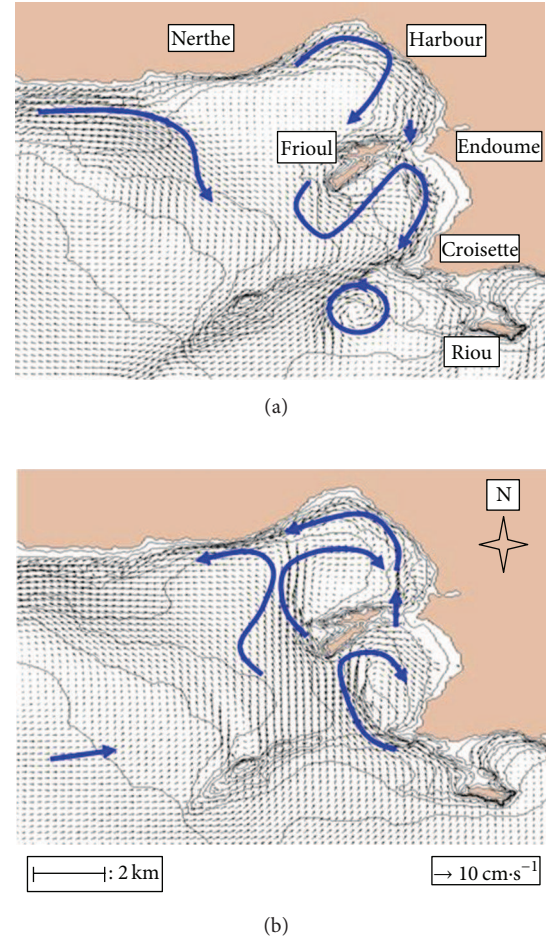 Nerthe
Harbour
Frioul
Endoume
Croisette
Riou
(a)
N
: 2 km
→ 10 cm·s⁻¹
(b)